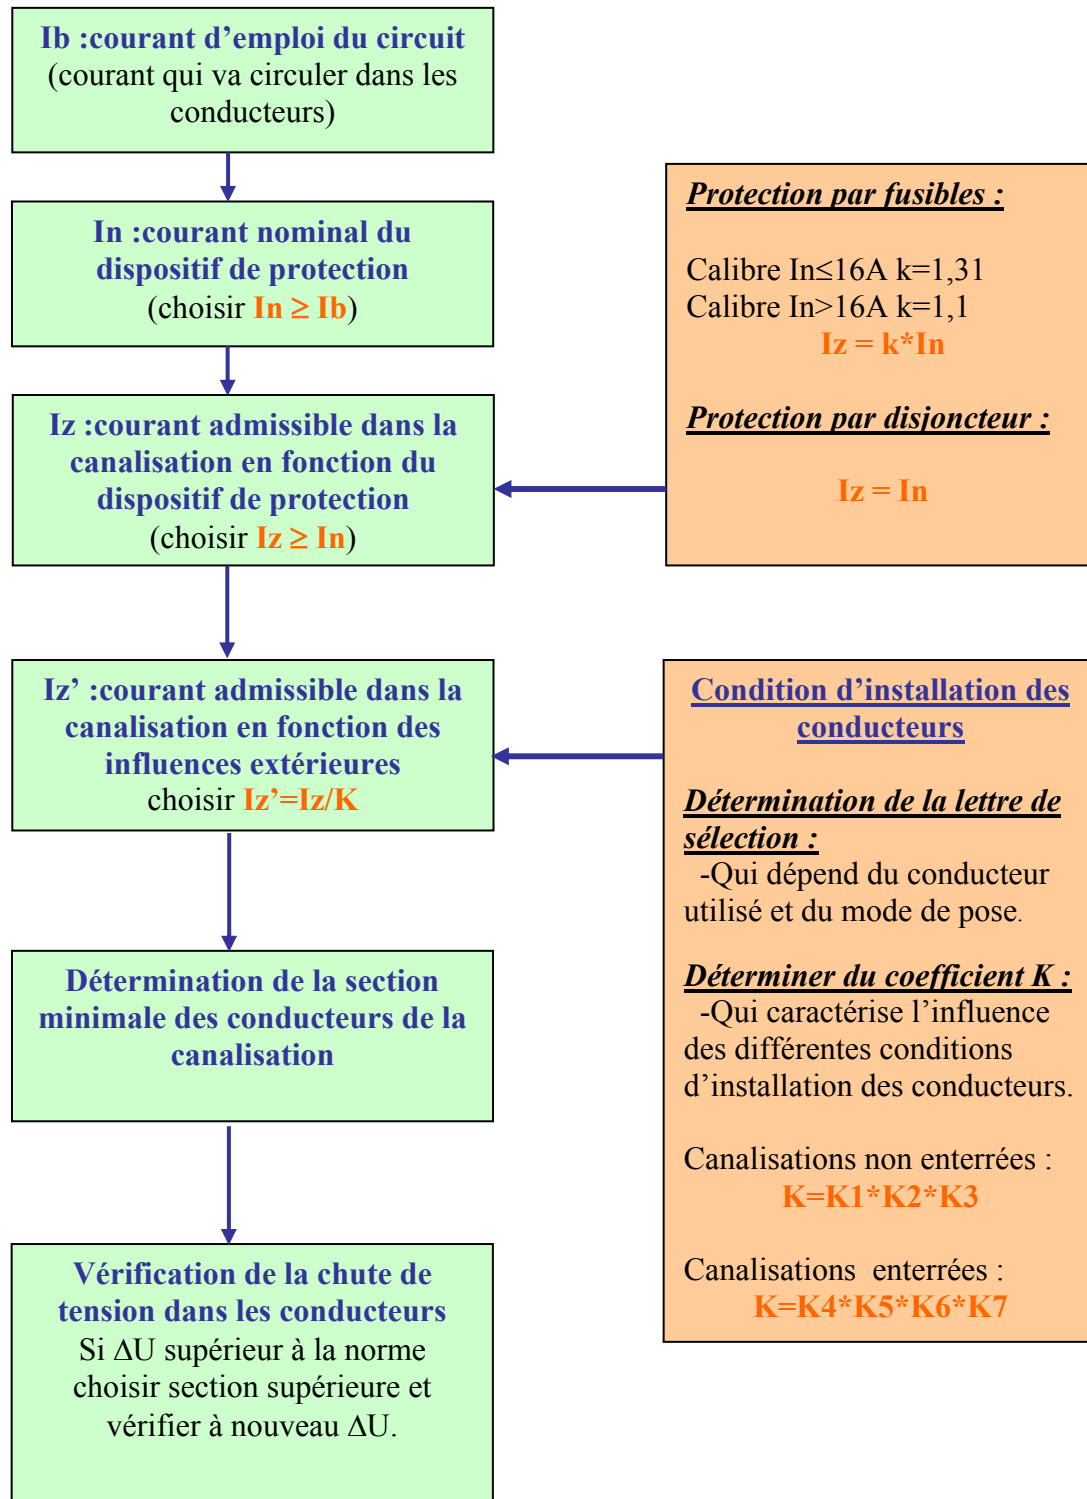 Ib :courant d’emploi du circuit
(courant qui va circuler dans les
conducteurs)
In :courant nominal du
dispositif de protection
(choisir In ≥ Ib)
Iz :courant admissible dans la
canalisation en fonction du
dispositif de protection
(choisir Iz ≥ In)
Protection par fusibles :
Calibre In≤16A k=1,31
Calibre In>16A k=1,1
Iz = k*In
Protection par disjoncteur :
Iz = In
Iz’ :courant admissible dans la
canalisation en fonction des
influences extérieures
choisir Iz’=Iz/K
Condition d’installation des
conducteurs
Détermination de la lettre de
sélection :
-Qui dépend du conducteur
utilisé et du mode de pose.
Déterminer du coefficient K :
-Qui caractérise l’influence
des différentes conditions
d’installation des conducteurs.
Canalisations non enterrées :
K=K1*K2*K3
Canalisations enterrées :
K=K4*K5*K6*K7
Détermination de la section
minimale des conducteurs de la
canalisation
Vérification de la chute de
tension dans les conducteurs
Si ΔU supérieur à la norme
choisir section supérieure et
vérifier à nouveau ΔU.